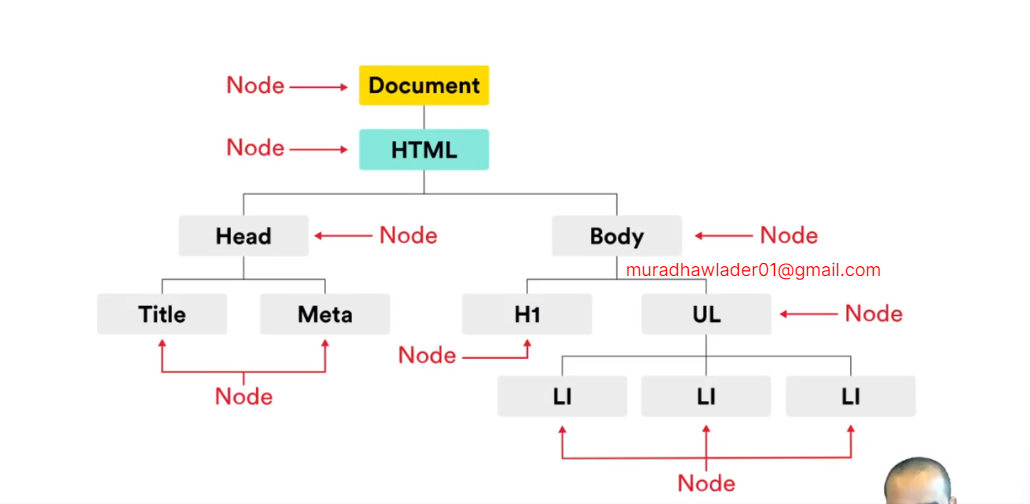 Node
Document
Node
HTML
Head
Node
Body
Node
muradhawlader01@gmail.com
Title
Meta
H1
UL
Node
Node
Node
LI
LI
LI
Node